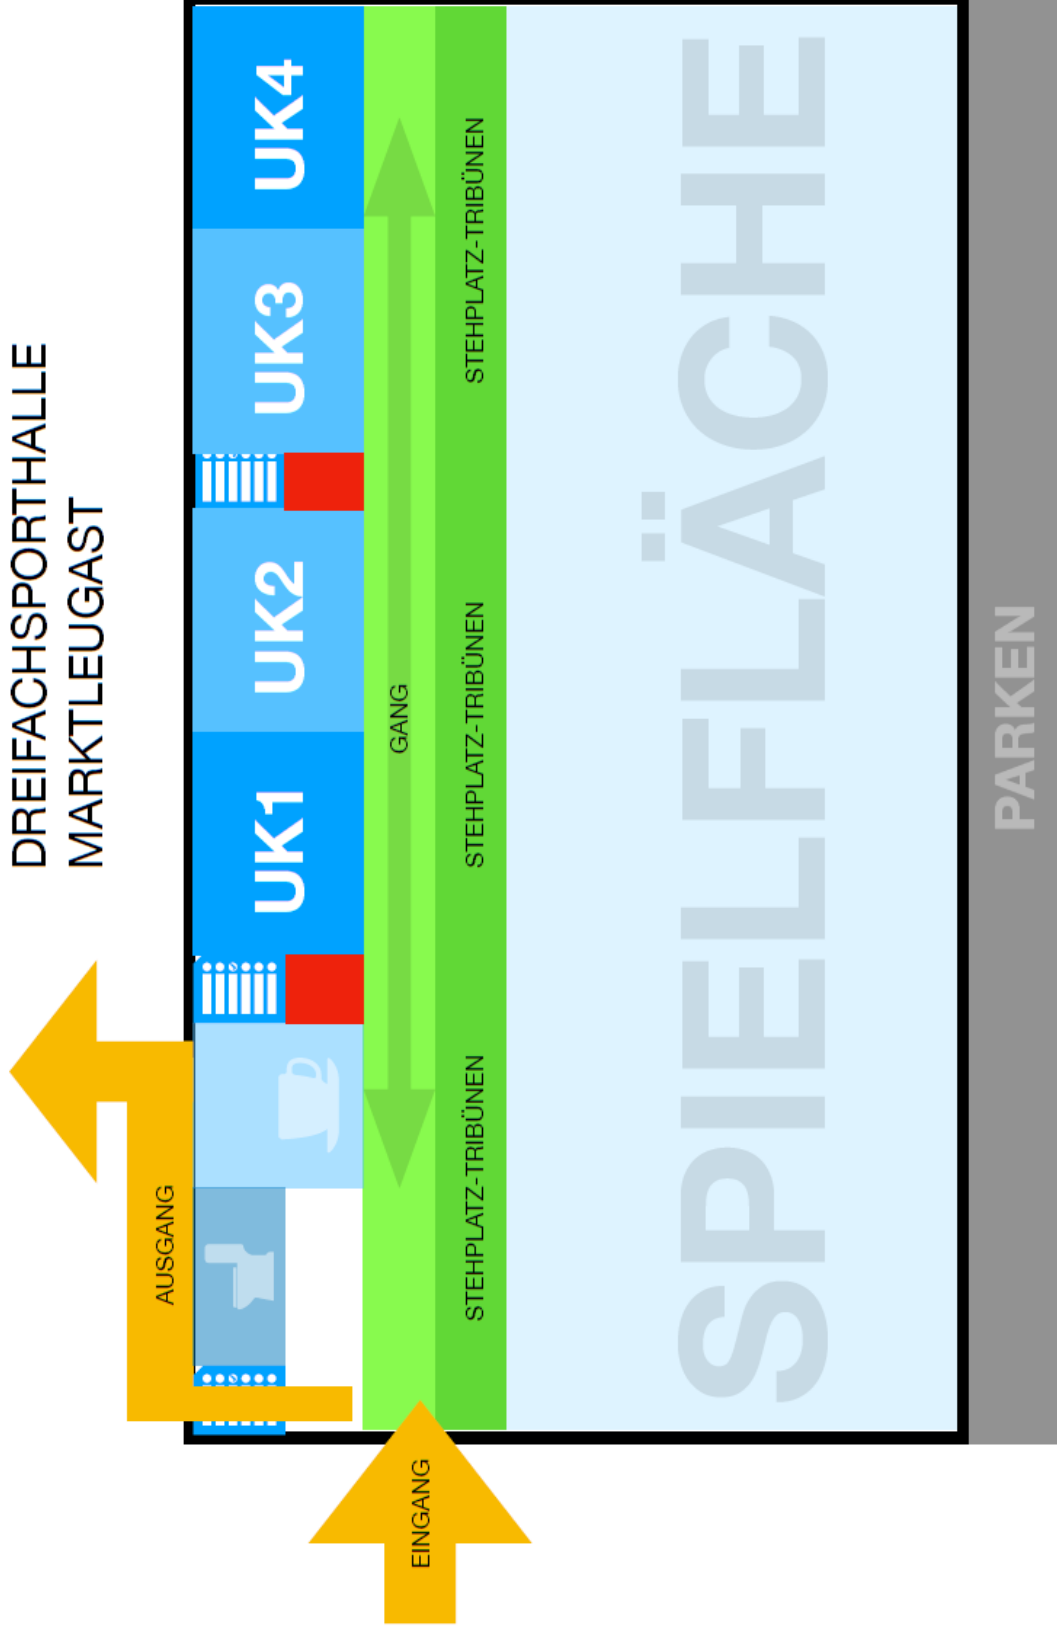 DREIFACHSPORTHALLE
MARKTLEUGAST
AUSGANG
UK1
UK2
UK3
UK4
EINGANG
GANG
STEHPLATZ-TRIBÜNEN
STEHPLATZ-TRIBÜNEN
STEHPLATZ-TRIBÜNEN
SPIELFLÄCHE
PARKEN